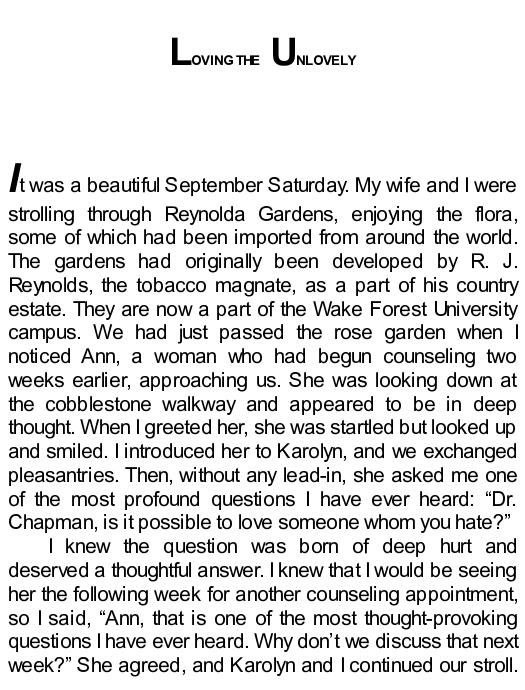 LOVING THE UNLOVELY
It was a beautiful September Saturday. My wife and I were
strolling through Reynolda Gardens, enjoying the flora,
some of which had been imported from around the world.
The gardens had originally been developed by R. J.
Reynolds, the tobacco magnate, as a part of his country
estate. They are now a part of the Wake Forest University
campus. We had just passed the rose garden when I
noticed Ann, a woman who had begun counseling two
weeks earlier, approaching us. She was looking down at
the cobblestone walkway and appeared to be in deep
thought. When I greeted her, she was startled but looked up
and smiled. I introduced her to Karolyn, and we exchanged
pleasantries. Then, without any lead-in, she asked me one
of the most profound questions I have ever heard: “Dr.
Chapman, is it possible to love someone whom you hate?”
I knew the question was born of deep hurt and
deserved a thoughtful answer. I knew that I would be seeing
her the following week for another counseling appointment,
so I said, “Ann, that is one of the most thought-provoking
questions I have ever heard. Why don’t we discuss that next
week?” She agreed, and Karolyn and I continued our stroll.